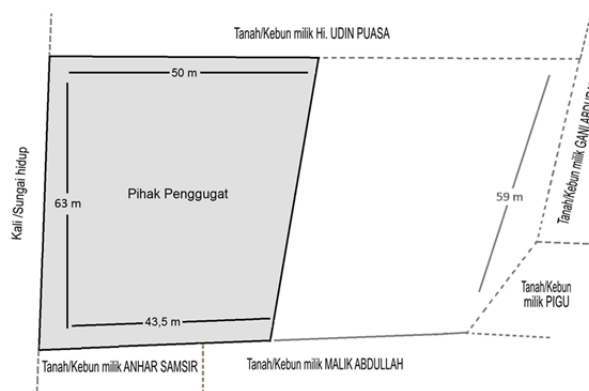 Tanah/Kebun milik Hi. UDIN PUASA
50 m
Kali /Sungai hidup
63 m
Pihak Penggugat
59 m
Tanah/Kebun milik GANI
Tanah/Kebun
milik PIGU
43,5 m
Tanah/Kebun milik ANHAR SAMSIR
Tanah/Kebun milik MALIK ABDULLAH